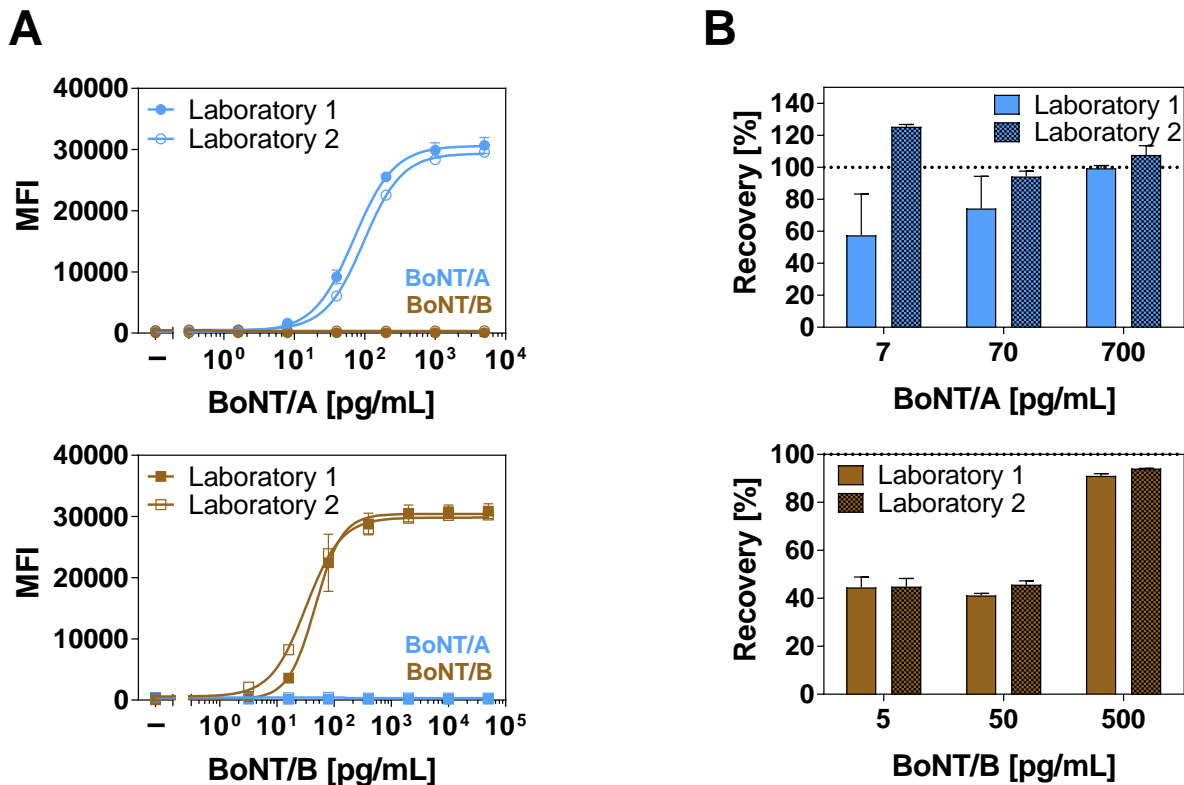 A
40000
30000
20000
10000
0
MFI
Laboratory 1
Laboratory 2
BoNT/A
BoNT/B
– 10⁰ 10¹ 10² 10³ 10⁴
BoNT/A [pg/mL]
40000
30000
20000
10000
0
MFI
Laboratory 1
Laboratory 2
BoNT/A
BoNT/B
– 10⁰ 10¹ 10² 10³ 10⁴ 10⁵
BoNT/B [pg/mL]
B
140
120
100
80
60
40
20
0
Recovery [%]
Laboratory 1
Laboratory 2
7 70 700
BoNT/A [pg/mL]
100
80
60
40
20
0
Recovery [%]
Laboratory 1
Laboratory 2
5 50 500
BoNT/B [pg/mL]